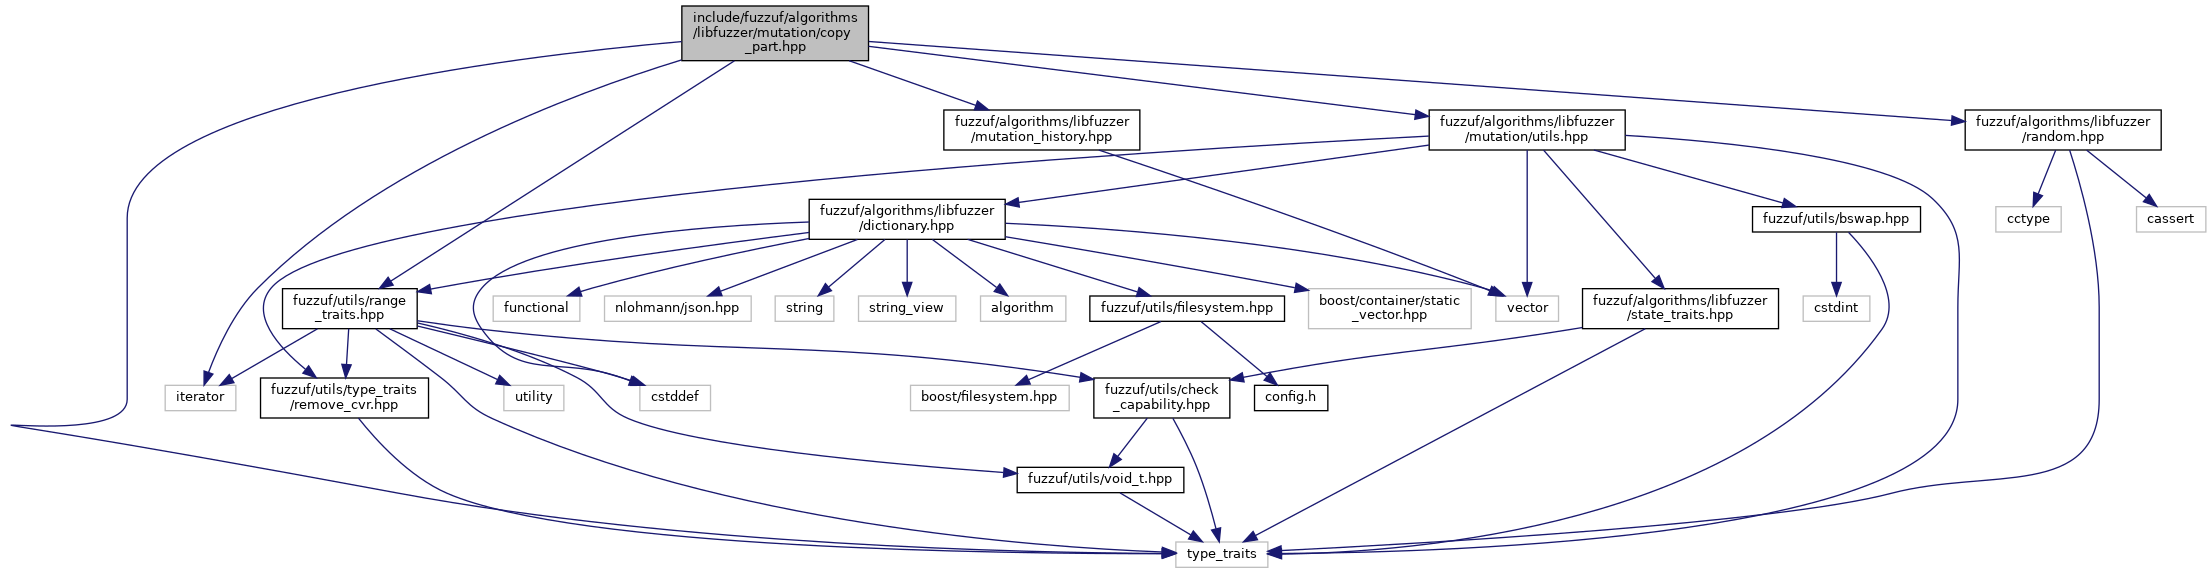 include/fuzzuf/algorithms
/libfuzzer/mutation/copy
_part.hpp
fuzzuf/algorithms/libfuzzer
/mutation_history.hpp
fuzzuf/algorithms/libfuzzer
/mutation/utils.hpp
fuzzuf/algorithms/libfuzzer
/random.hpp
fuzzuf/algorithms/libfuzzer
/dictionary.hpp
fuzzuf/utils/bswap.hpp
cctype
cassert
fuzzuf/utils/range
_traits.hpp
functional
nlohmann/json.hpp
string
string_view
algorithm
fuzzuf/utils/filesystem.hpp
boost/container/static
_vector.hpp
vector
fuzzuf/algorithms/libfuzzer
/state_traits.hpp
cstdint
iterator
fuzzuf/utils/type_traits
/remove_cvr.hpp
utility
cstddef
boost/filesystem.hpp
fuzzuf/utils/check
_capability.hpp
config.h
fuzzuf/utils/void_t.hpp
type_traits